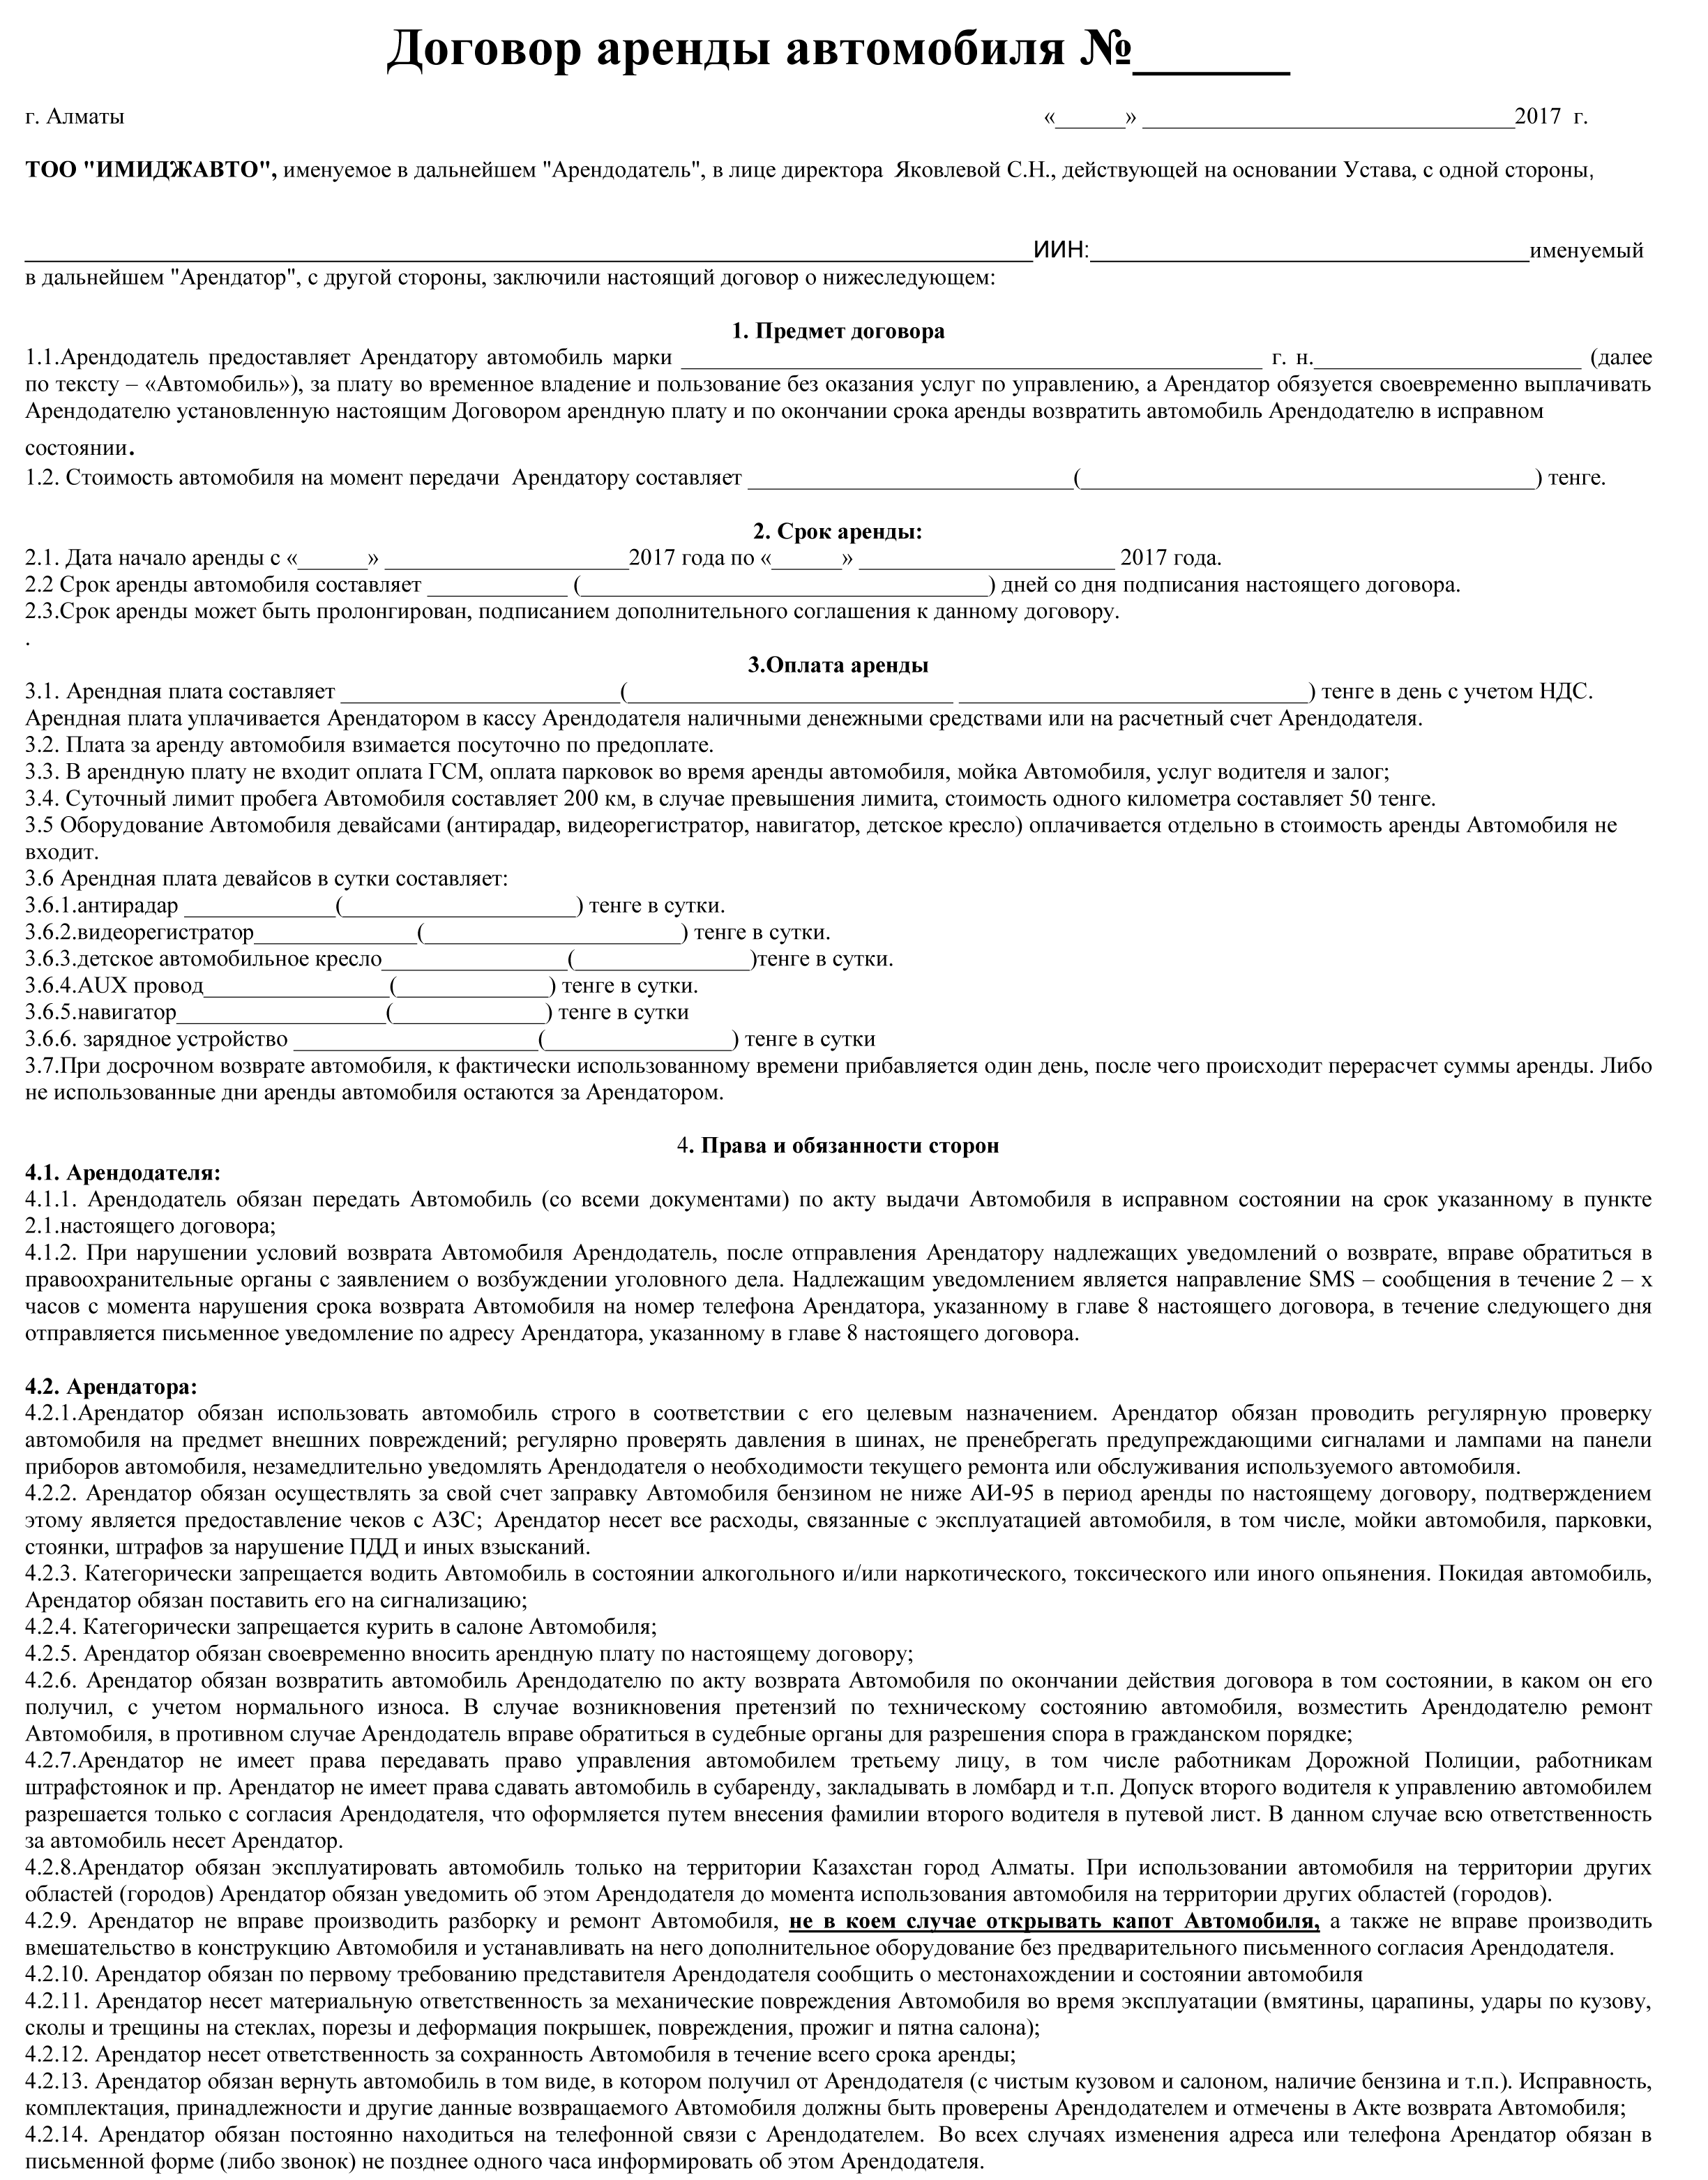 Договор аренды автомобиля №______
г. Алматы «______» ________________________________2017 г.
ТОО "ИМИДЖАВТО", именуемое в дальнейшем "Арендодатель", в лице директора Яковлевой С.Н., действующей на основании Устава, с одной стороны,
________________________________________ИИН:____________________именуемый
в дальнейшем "Арендатор", с другой стороны, заключили настоящий договор о нижеследующем:
1. Предмет договора
1.1.Арендодатель предоставляет Арендатору автомобиль марки __________________________________________________ г. н._______________________ (далее
по тексту – «Автомобиль»), за плату во временное владение и пользование без оказания услуг по управлению, а Арендатор обязуется своевременно выплачивать
Арендодателю установленную настоящим Договором арендную плату и по окончании срока аренды возвратить автомобиль Арендодателю в исправном
состоянии.
1.2. Стоимость автомобиля на момент передачи Арендатору составляет ____________________________(_______________________________________) тенге.
2. Срок аренды:
2.1. Дата начало аренды с «______» _____________________2017 года по «______» ______________________ 2017 года.
2.2 Срок аренды автомобиля составляет ____________ (___________________________________) дней со дня подписания настоящего договора.
2.3.Срок аренды может быть пролонгирован, подписанием дополнительного соглашения к данному договору.
.
3.Оплата аренды
3.1. Арендная плата составляет ________________________(____________________________ ______________________________) тенге в день с учетом НДС.
Арендная плата уплачивается Арендатором в кассу Арендодателя наличными денежными средствами или на расчетный счет Арендодателя.
3.2. Плата за аренду автомобиля взимается посуточно по предоплате.
3.3. В арендную плату не входит оплата ГСМ, оплата парковок во время аренды автомобиля, мойка Автомобиля, услуг водителя и залог;
3.4. Суточный лимит пробега Автомобиля составляет 200 км, в случае превышения лимита, стоимость одного километра составляет 50 тенге.
3.5 Оборудование Автомобиля девайсами (антирадар, видеорегистратор, навигатор, детское кресло) оплачивается отдельно в стоимость аренды Автомобиля не
входит.
3.6 Арендная плата девайсов в сутки составляет:
3.6.1.антирадар _____________(____________________) тенге в сутки.
3.6.2.видеорегистратор______________(______________________) тенге в сутки.
3.6.3.детское автомобильное кресло________________(_______________)тенге в сутки.
3.6.4.AUX провод________________(_____________) тенге в сутки.
3.6.5.навигатор__________________(_____________) тенге в сутки
3.6.6. зарядное устройство _____________________(________________) тенге в сутки
3.7.При досрочном возврате автомобиля, к фактически использованному времени прибавляется один день, после чего происходит перерасчет суммы аренды. Либо
не использованные дни аренды автомобиля остаются за Арендатором.
4. Права и обязанности сторон
4.1. Арендодателя:
4.1.1. Арендодатель обязан передать Автомобиль (со всеми документами) по акту выдачи Автомобиля в исправном состоянии на срок указанному в пункте
2.1.настоящего договора;
4.1.2. При нарушении условий возврата Автомобиля Арендодатель, после отправления Арендатору надлежащих уведомлений о возврате, вправе обратиться в
правоохранительные органы с заявлением о возбуждении уголовного дела. Надлежащим уведомлением является направление SMS – сообщения в течение 2 – х
часов с момента нарушения срока возврата Автомобиля на номер телефона Арендатора, указанному в главе 8 настоящего договора, в течение следующего дня
отправляется письменное уведомление по адресу Арендатора, указанному в главе 8 настоящего договора.
4.2. Арендатора:
4.2.1.Арендатор обязан использовать автомобиль строго в соответствии с его целевым назначением. Арендатор обязан проводить регулярную проверку
автомобиля на предмет внешних повреждений; регулярно проверять давления в шинах, не пренебрегать предупреждающими сигналами и лампами на панели
приборов автомобиля, незамедлительно уведомлять Арендодателя о необходимости текущего ремонта или обслуживания используемого автомобиля.
4.2.2. Арендатор обязан осуществлять за свой счет заправку Автомобиля бензином не ниже АИ-95 в период аренды по настоящему договору, подтверждением
этому является предоставление чеков с АЗС; Арендатор несет все расходы, связанные с эксплуатацией автомобиля, в том числе, мойки автомобиля, парковки,
стоянки, штрафов за нарушение ПДД и иных взысканий.
4.2.3. Категорически запрещается водить Автомобиль в состоянии алкогольного и/или наркотического, токсического или иного опьянения. Покидая автомобиль,
Арендатор обязан поставить его на сигнализацию;
4.2.4. Категорически запрещается курить в салоне Автомобиля;
4.2.5. Арендатор обязан своевременно вносить арендную плату по настоящему договору;
4.2.6. Арендатор обязан возвратить автомобиль Арендодателю по акту возврата Автомобиля по окончании действия договора в том состоянии, в каком он его
получил, с учетом нормального износа. В случае возникновения претензий по техническому состоянию автомобиля, возместить Арендодателю ремонт
Автомобиля, в противном случае Арендодатель вправе обратиться в судебные органы для разрешения спора в гражданском порядке;
4.2.7.Арендатор не имеет права передавать право управления автомобилем третьему лицу, в том числе работникам Дорожной Полиции, работникам
штрафстоянок и пр. Арендатор не имеет права сдавать автомобиль в субаренду, закладывать в ломбард и т.п. Допуск второго водителя к управлению автомобилем
разрешается только с согласия Арендодателя, что оформляется путем внесения фамилии второго водителя в путевой лист. В данном случае всю ответственность
за автомобиль несет Арендатор.
4.2.8.Арендатор обязан эксплуатировать автомобиль только на территории Казахстан город Алматы. При использовании автомобиля на территории других
областей (городов) Арендатор обязан уведомить об этом Арендодателя до момента использования автомобиля на территории других областей (городов).
4.2.9. Арендатор не вправе производить разборку и ремонт Автомобиля, не в коем случае открывать капот Автомобиля, а также не вправе производить
вмешательство в конструкцию Автомобиля и устанавливать на него дополнительное оборудование без предварительного письменного согласия Арендодателя.
4.2.10. Арендатор обязан по первому требованию представителя Арендодателя сообщить о местонахождении и состоянии автомобиля
4.2.11. Арендатор несет материальную ответственность за механические повреждения Автомобиля во время эксплуатации (вмятины, царапины, удары по кузову,
сколы и трещины на стеклах, порезы и деформация покрышек, повреждения, прожиг и пятна салона);
4.2.12. Арендатор несет ответственность за сохранность Автомобиля в течение всего срока аренды;
4.2.13. Арендатор обязан вернуть автомобиль в том виде, в котором получил от Арендодателя (с чистым кузовом и салоном, наличие бензина и т.п.). Исправность,
комплектация, принадлежности и другие данные возвращаемого Автомобиля должны быть проверены Арендодателем и отмечены в Акте возврата Автомобиля;
4.2.14. Арендатор обязан постоянно находиться на телефонной связи с Арендодателем. Во всех случаях изменения адреса или телефона Арендатор обязан в
письменной форме (либо звонок) не позднее одного часа информировать об этом Арендодателя.